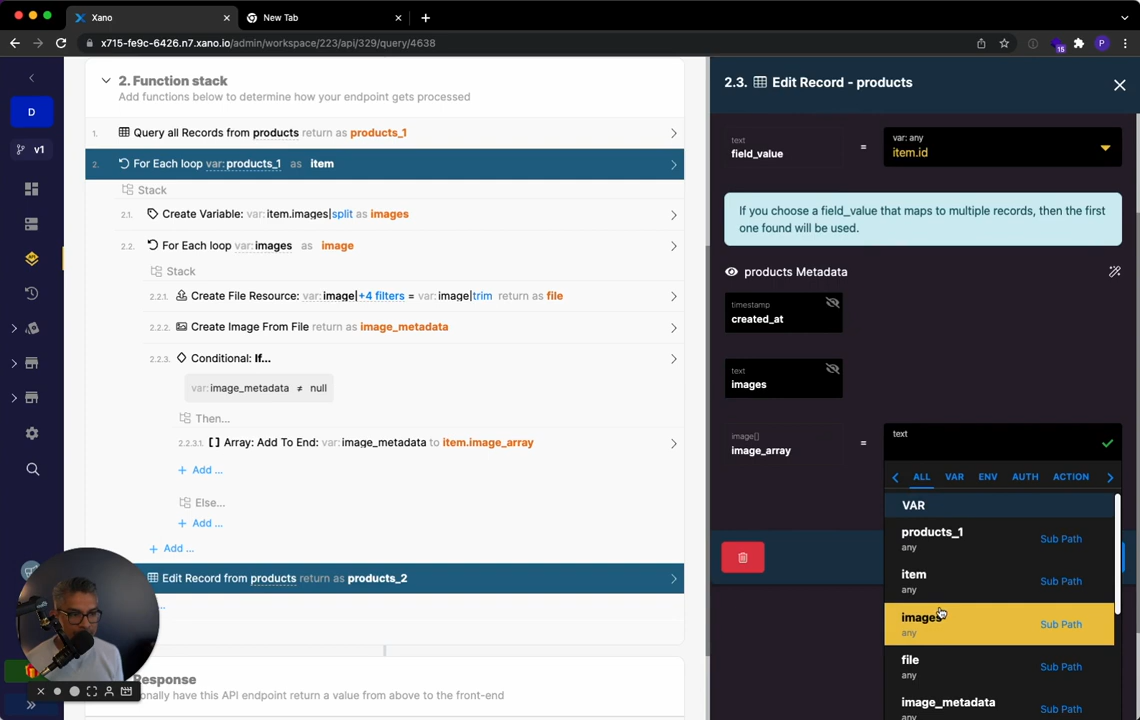 Xano
New Tab
x715-fe9c-6426.n7.xano.io/admin/workspace/223/api/329/query/4638
15
P
D
v1
2. Function stack
Add functions below to determine how your endpoint gets processed
1. Query all Records from products return as products_1
2. For Each loop var: products_1 as item
Stack
2.1. Create Variable: var: item.images|split as images
2.2. For Each loop var: images as image
Stack
2.2.1. Create File Resource: var: image|+4 filters = var: image|trim return as file
2.2.2. Create Image From File return as image_metadata
2.2.3. Conditional: If...
var: image_metadata ≠ null
Then...
2.2.3.1. [ ] Array: Add To End: var: image_metadata to item.image_array
+ Add ...
Else...
+ Add ...
+ Add ...
Edit Record from products return as products_2
...
esponse
onally have this API endpoint return a value from above to the front-end
2.3. Edit Record - products
text
field_value
=
var: any
item.id
If you choose a field_value that maps to multiple records, then the first
one found will be used.
products Metadata
timestamp
created_at
text
images
image[]
image_array
=
text
ALL VAR ENV AUTH ACTION
VAR
products_1
any
Sub Path
item
any
Sub Path
images
any
Sub Path
file
any
Sub Path
image_metadata
any
Sub Path